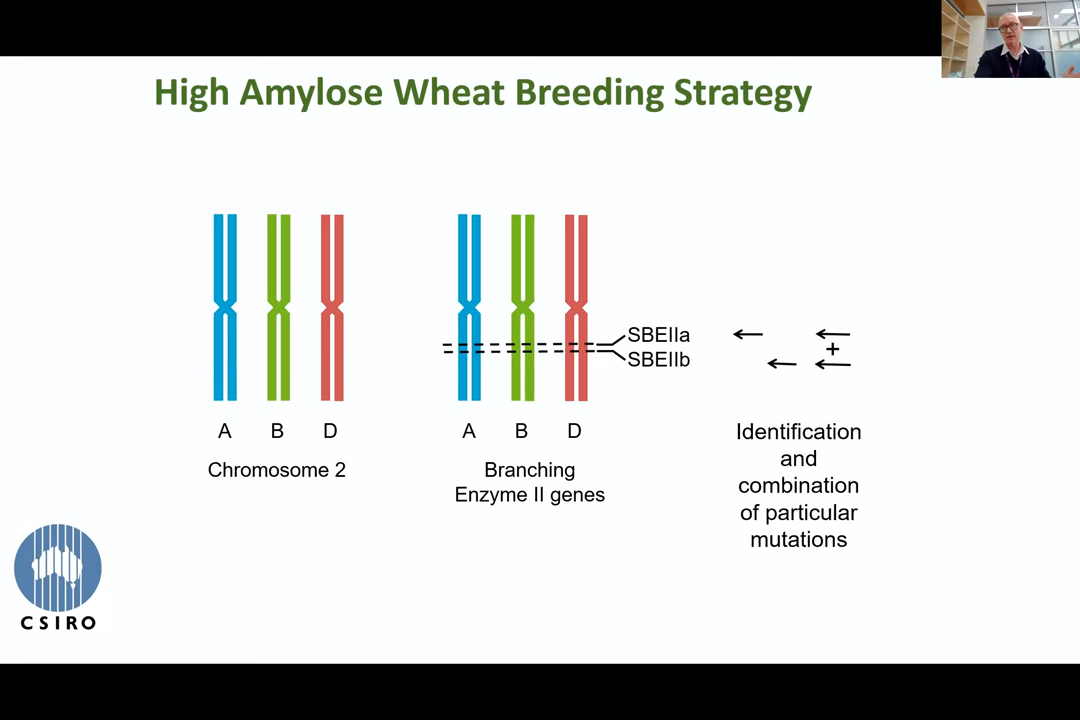 High Amylose Wheat Breeding Strategy
SBEIIa
SBEIIb
+
A B D
Chromosome 2
A B D
Branching
Enzyme II genes
Identification
and
combination
of particular
mutations
CSIRO